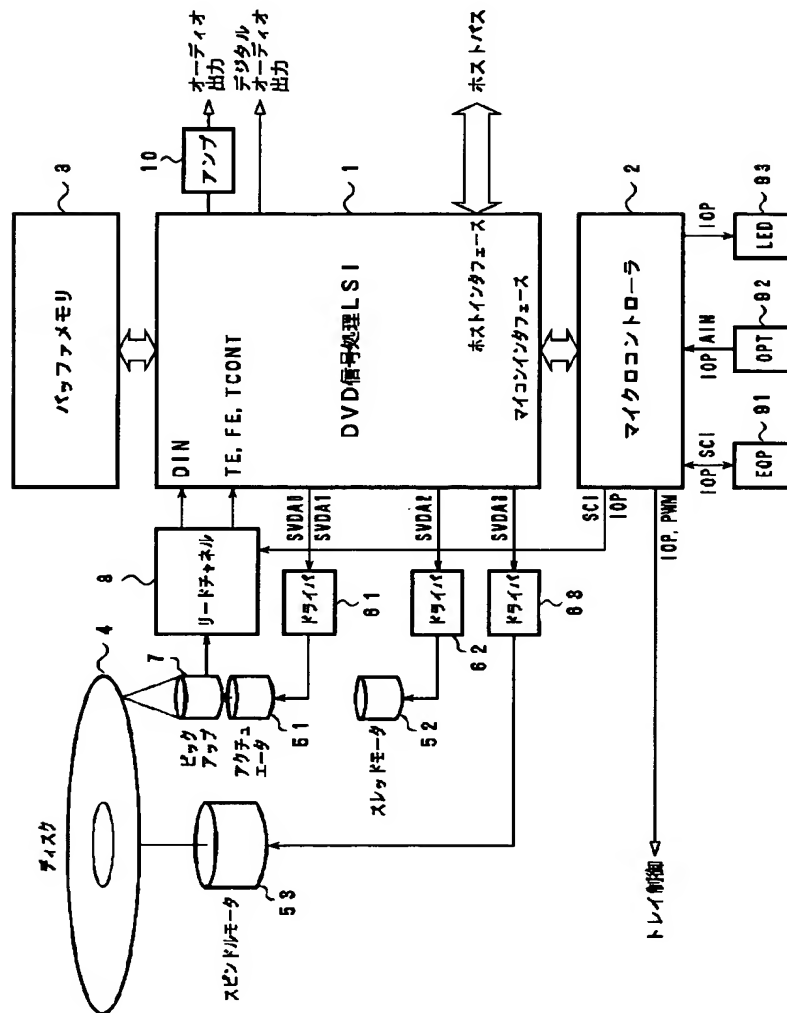 ディスク
4
スピンドルモータ
53
ピック
アップ
7
アクチュ
エータ
51
スレッドモータ
52
リードチャネル
8
ドライバ
61
ドライバ
62
ドライバ
63
バッファメモリ
3
DIN
TE, FE, TCONT
DVD信号処理LSI
1
SVDA0
SVDA1
SVDA2
SVDA3
ホストインタフェース
マイコンインタフェース
アンプ
10
オーディオ
出力
デジタル
オーディオ
出力
ホストバス
マイクロコントローラ
2
SCI
IOP
IOP, PWM
トレイ制御
IOP
SCI
EQP
91
IOP
AIN
OPT
92
IOP
LED
93